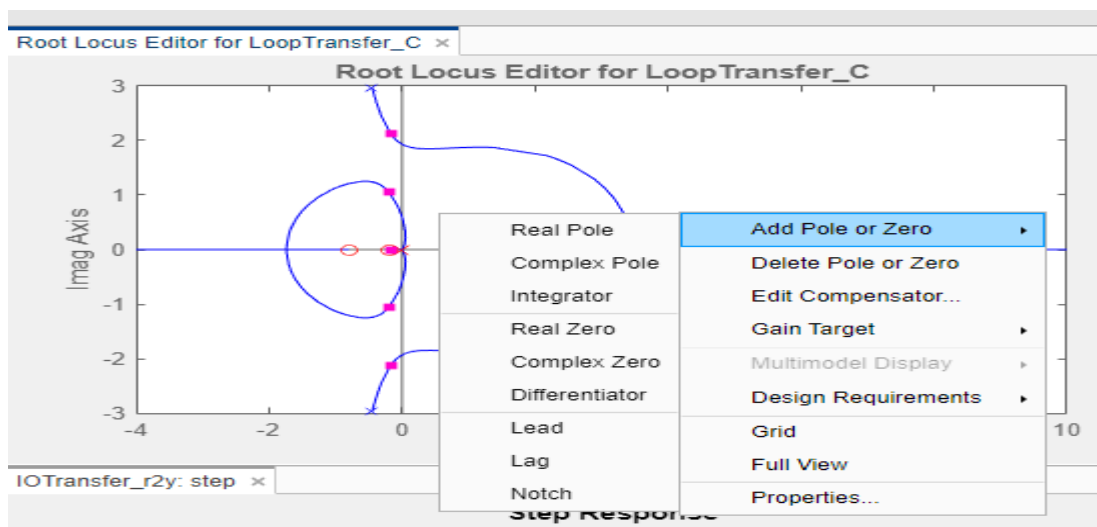 Root Locus Editor for LoopTransfer_C ×
Root Locus Editor for LoopTransfer_C
3
2
1
0
-1
-2
-3
Imag Axis
-4
-2
0
10
Real Pole
Complex Pole
Integrator
Real Zero
Complex Zero
Differentiator
Lead
Lag
Notch
Add Pole or Zero
Delete Pole or Zero
Edit Compensator...
Gain Target
Multimodel Display
Design Requirements
Grid
Full View
Properties...
IOTransfer_r2y: step ×
Step Response